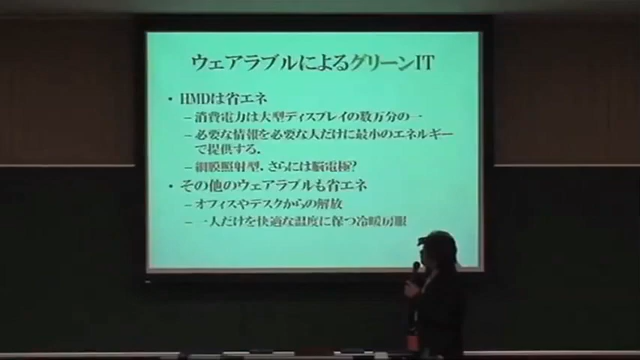 ウェアラブルによるグリーンIT
・ HMDは省エネ
– 消費電力は大型ディスプレイの数万分の一
– 必要な情報を必要な人だけに最小のエネルギー
で提供する.
– 網膜照射型. さらには脳電極?
・ その他のウェアラブルも省エネ
– オフィスやデスクからの解放
– 一人だけを快適な温度に保つ冷暖房服